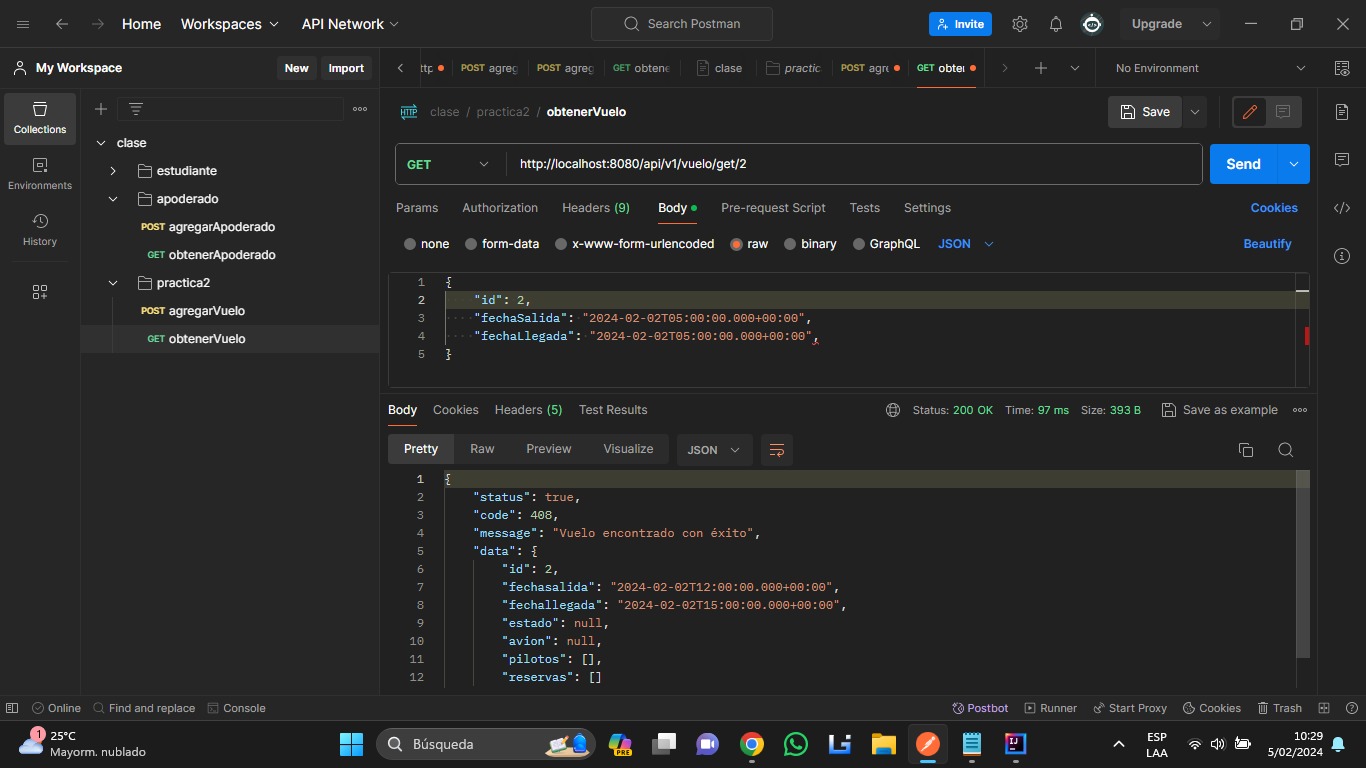 Home Workspaces API Network Search Postman Invite Upgrade
My Workspace New Import POST agreg POST agreg GET obtene clase practic POST agre GET obter No Environment
Collections
Environments
History
clase
estudiante
apoderado
POST agregarApoderado
GET obtenerApoderado
practica2
POST agregarVuelo
GET obtenerVuelo
HTTP clase / practica2 / obtenerVuelo Save
GET http://localhost:8080/api/v1/vuelo/get/2 Send
Params Authorization Headers (9) Body Pre-request Script Tests Settings Cookies
none form-data x-www-form-urlencoded raw binary GraphQL JSON Beautify
1 {
2 "id": 2,
3 "fechaSalida": "2024-02-02T05:00:00.000+00:00",
4 "fechaLlegada": "2024-02-02T05:00:00.000+00:00",
5 }
Body Cookies Headers (5) Test Results Status: 200 OK Time: 97 ms Size: 393 B Save as example
Pretty Raw Preview Visualize JSON
1 {
2 "status": true,
3 "code": 408,
4 "message": "Vuelo encontrado con éxito",
5 "data": {
6 "id": 2,
7 "fechasalida": "2024-02-02T12:00:00.000+00:00",
8 "fechallegada": "2024-02-02T15:00:00.000+00:00",
9 "estado": null,
10 "avion": null,
11 "pilotos": [],
12 "reservas": []
Online Find and replace Console Postbot Runner Start Proxy Cookies Trash
1 25°C
Mayorm. nublado
Búsqueda
PRE
ESP
LAA
10:29
5/02/2024